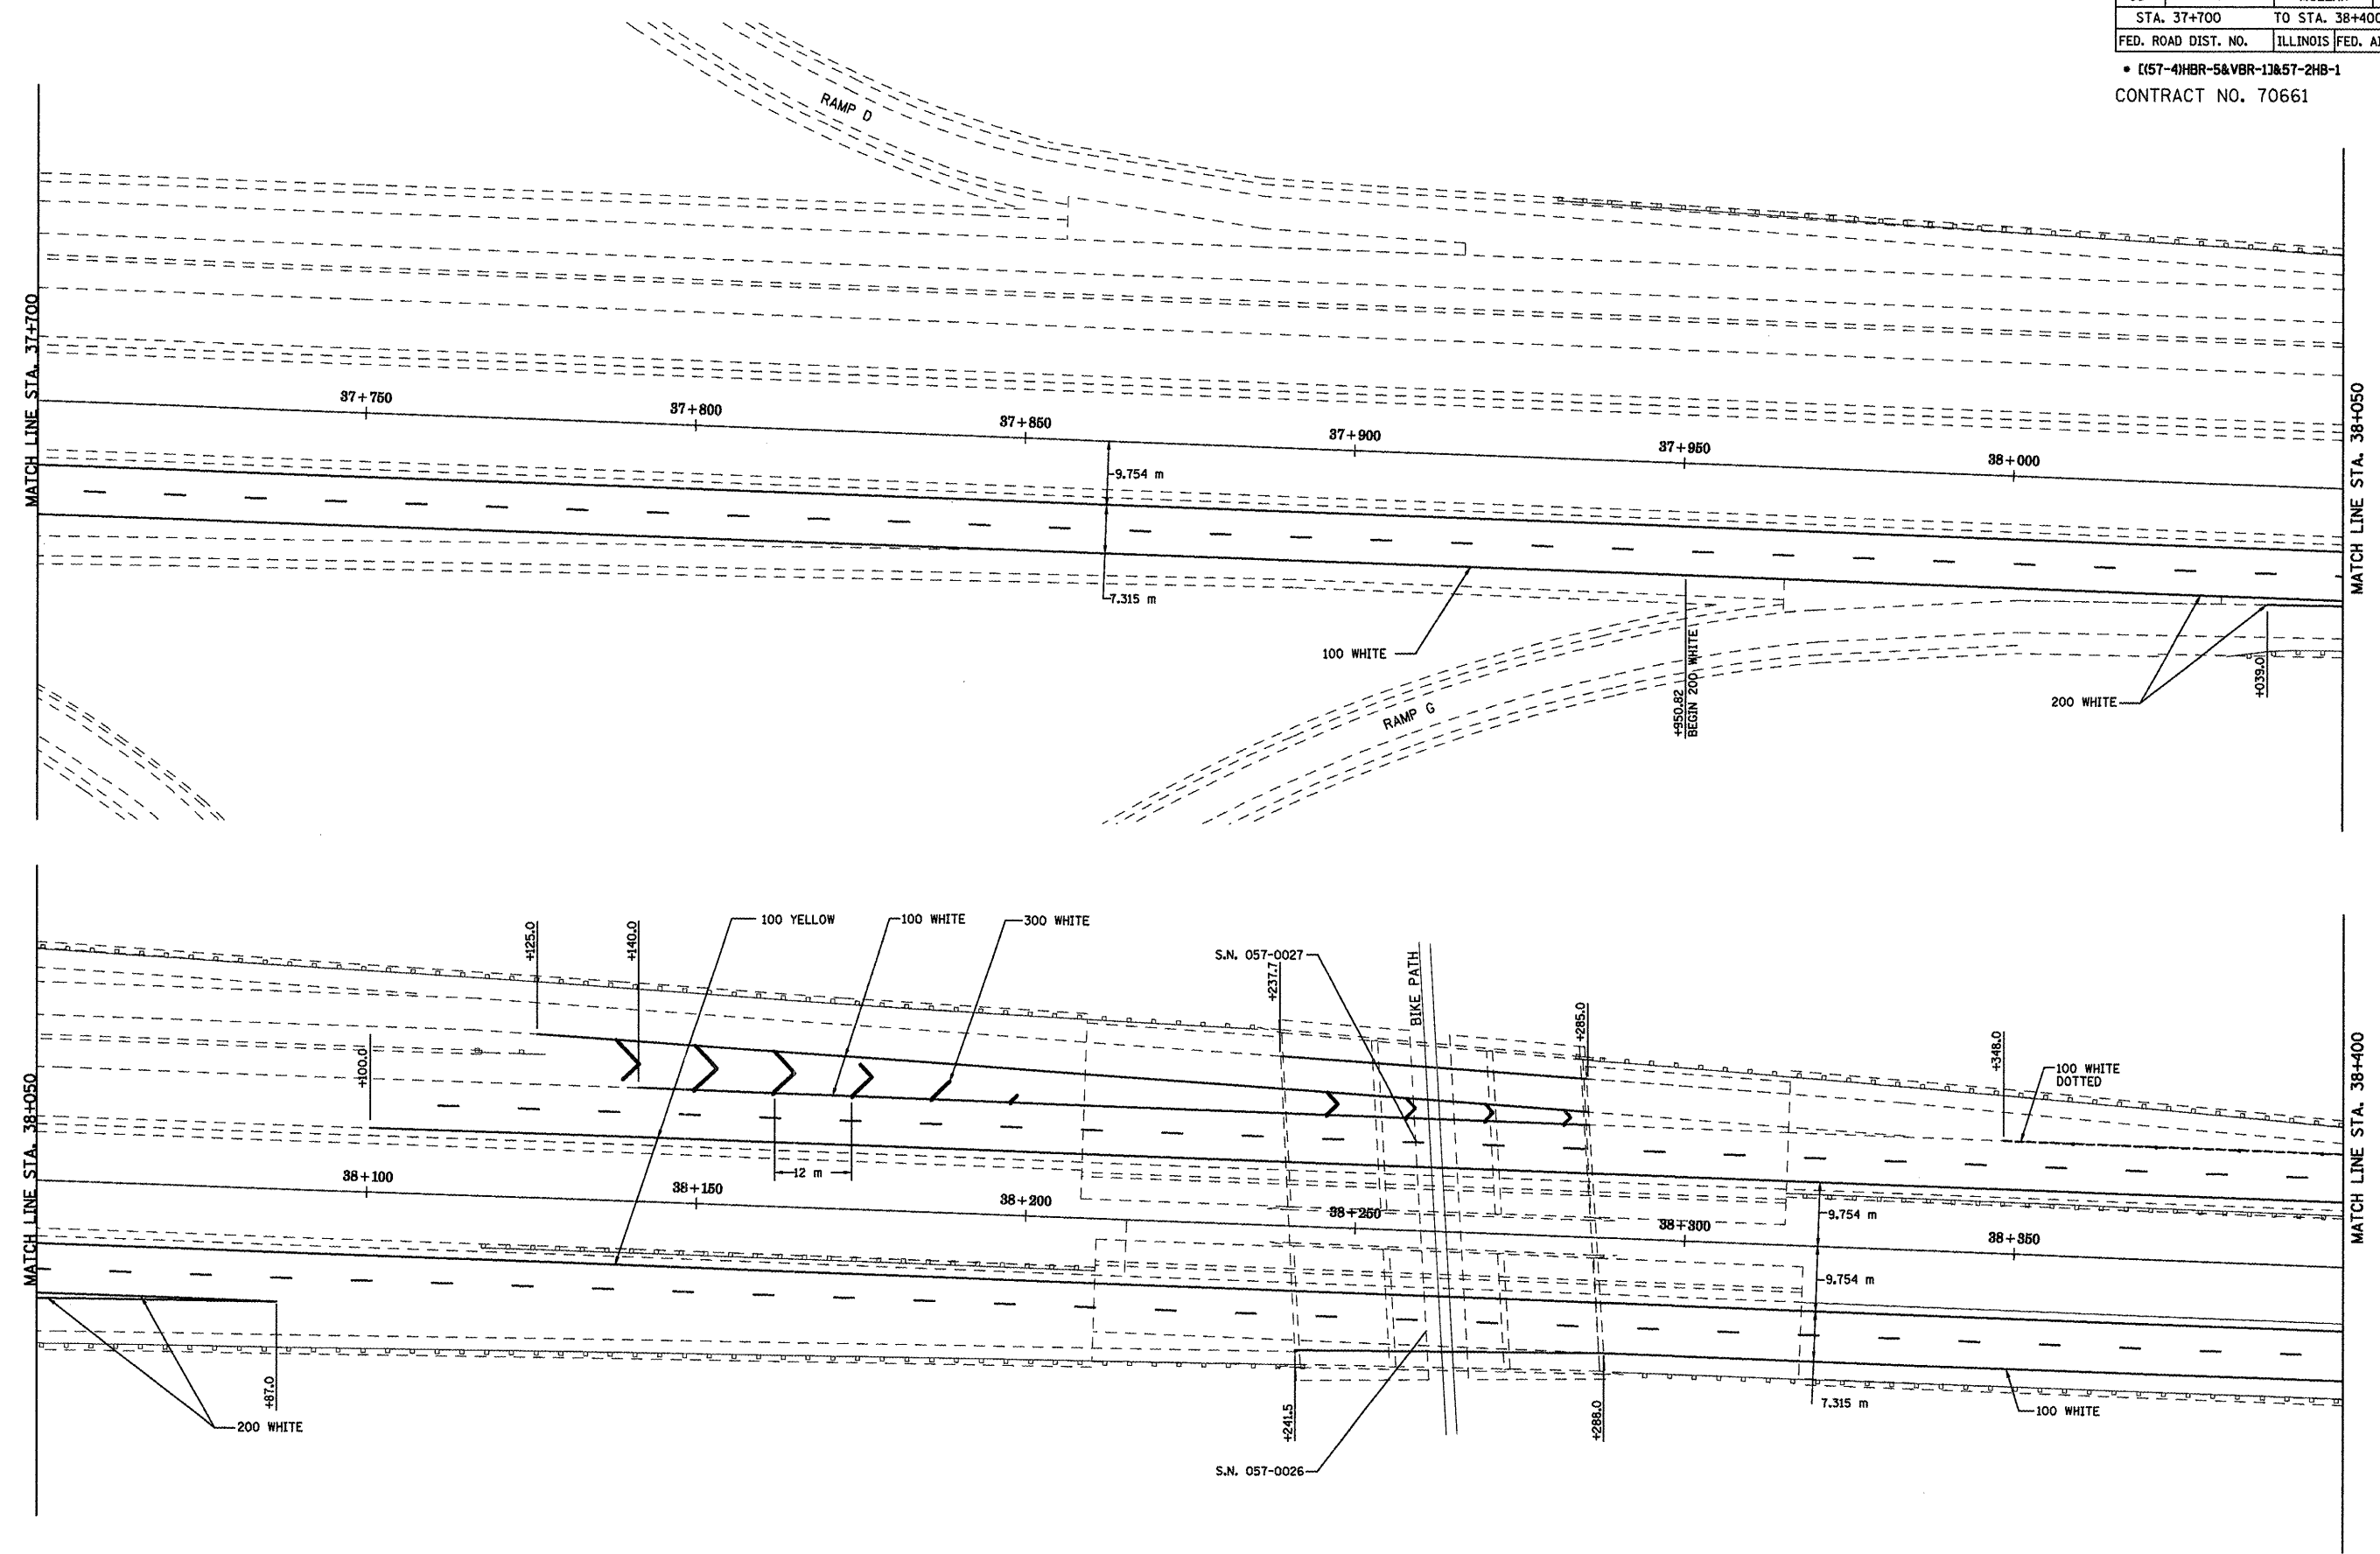 STA. 37+700 TO STA. 38+400
FED. ROAD DIST. NO. ILLINOIS FED. AI
• [(57-4)HBR-5&VBR-1]&57-2HB-1
CONTRACT NO. 70661
RAMP D
MATCH LINE STA. 37+700
37+750
37+800
37+850
37+900
37+950
38+000
MATCH LINE STA. 38+050
9.754 m
7.315 m
100 WHITE
RAMP G
+950.82
BEGIN 200 WHITE
200 WHITE
+039.0
100 YELLOW
100 WHITE
300 WHITE
+125.0
+140.0
S.N. 057-0027
+237.7
BIKE PATH
+285.0
+348.0
100 WHITE
DOTTED
+100.0
MATCH LINE STA. 38+050
12 m
38+100
38+150
38+200
38+250
38+300
38+350
MATCH LINE STA. 38+400
9.754 m
9.754 m
+87.0
200 WHITE
+241.5
+288.0
7.315 m
100 WHITE
S.N. 057-0026